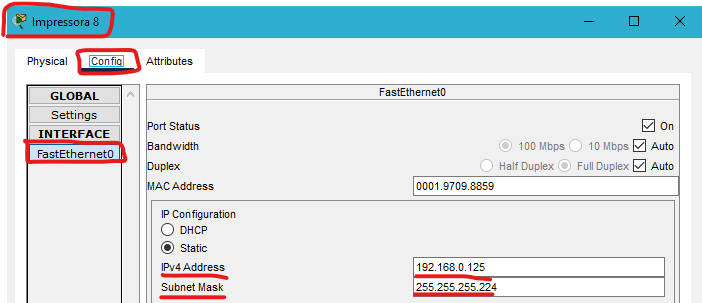 Impressora 8
Physical Config Attributes
GLOBAL
Settings
INTERFACE
FastEthernet0
FastEthernet0
Port Status On
Bandwidth 100 Mbps 10 Mbps Auto
Duplex Half Duplex Full Duplex Auto
MAC Address 0001.9709.8859
IP Configuration
DHCP
Static
IPv4 Address 192.168.0.125
Subnet Mask 255.255.255.224